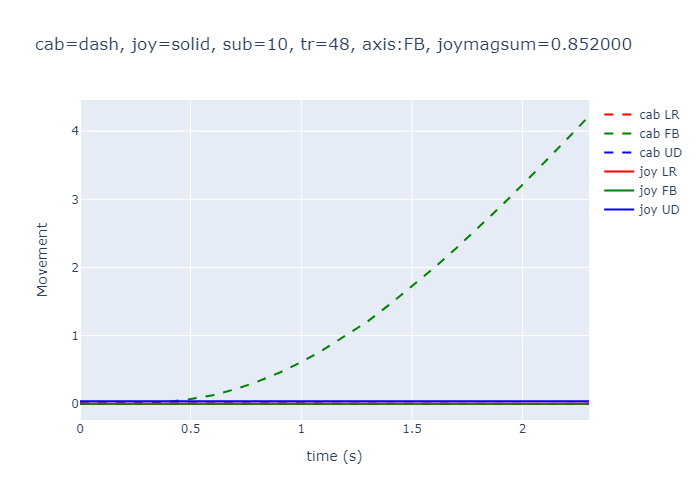 cab=dash, joy=solid, sub=10, tr=48, axis:FB, joymagsum=0.852000
cab LR
cab FB
cab UD
joy LR
joy FB
joy UD
Movement
4
3
2
1
0
0
0.5
1
1.5
2
time (s)